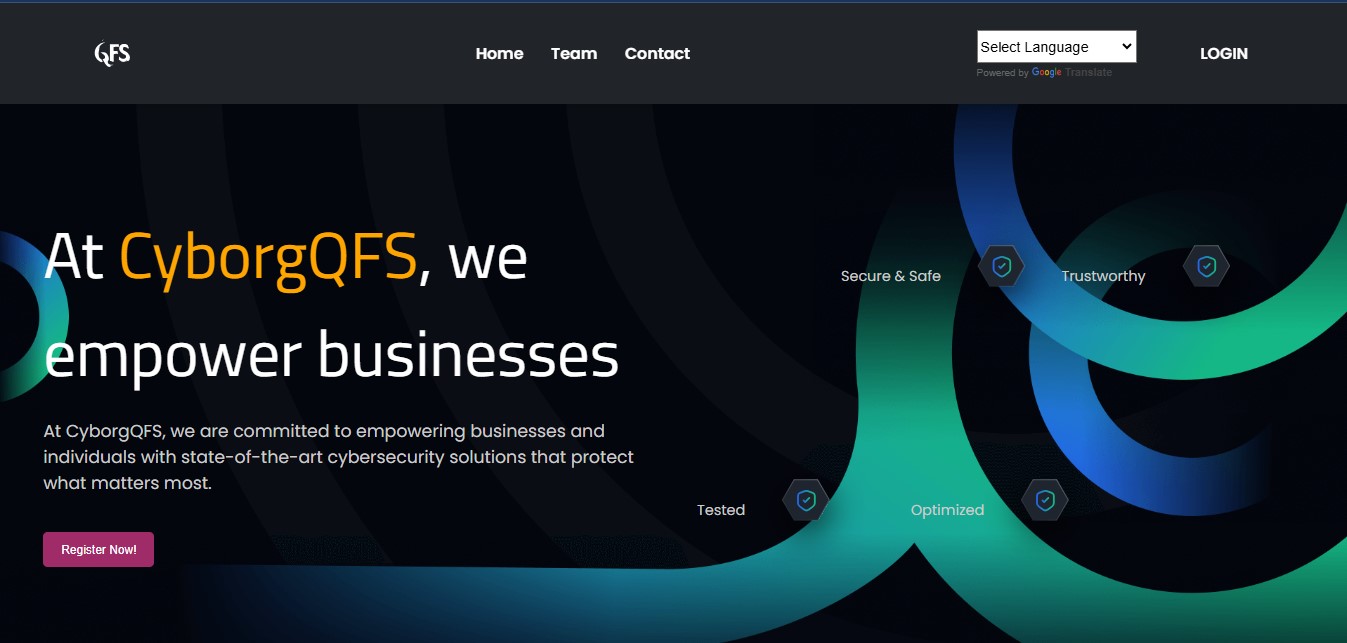 QFS
Home Team Contact
Select Language
Powered by Google Translate
LOGIN
At CyborgQFS, we
empower businesses
At CyborgQFS, we are committed to empowering businesses and
individuals with state-of-the-art cybersecurity solutions that protect
what matters most.
Register Now!
Secure & Safe
Trustworthy
Tested
Optimized